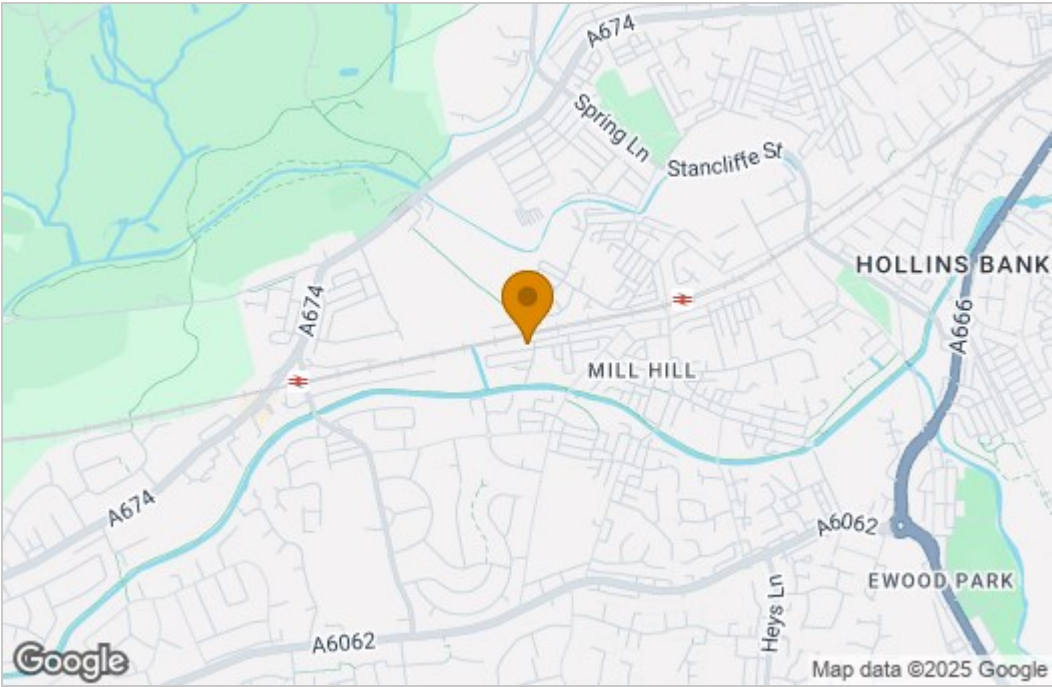 A674
Spring Ln
Stancliffe St
HOLLINS BANK
A674
A666
MILL HILL
A674
A6062
EWOOD PARK
Heys Ln
A6062
Google
Map data ©2025 Google